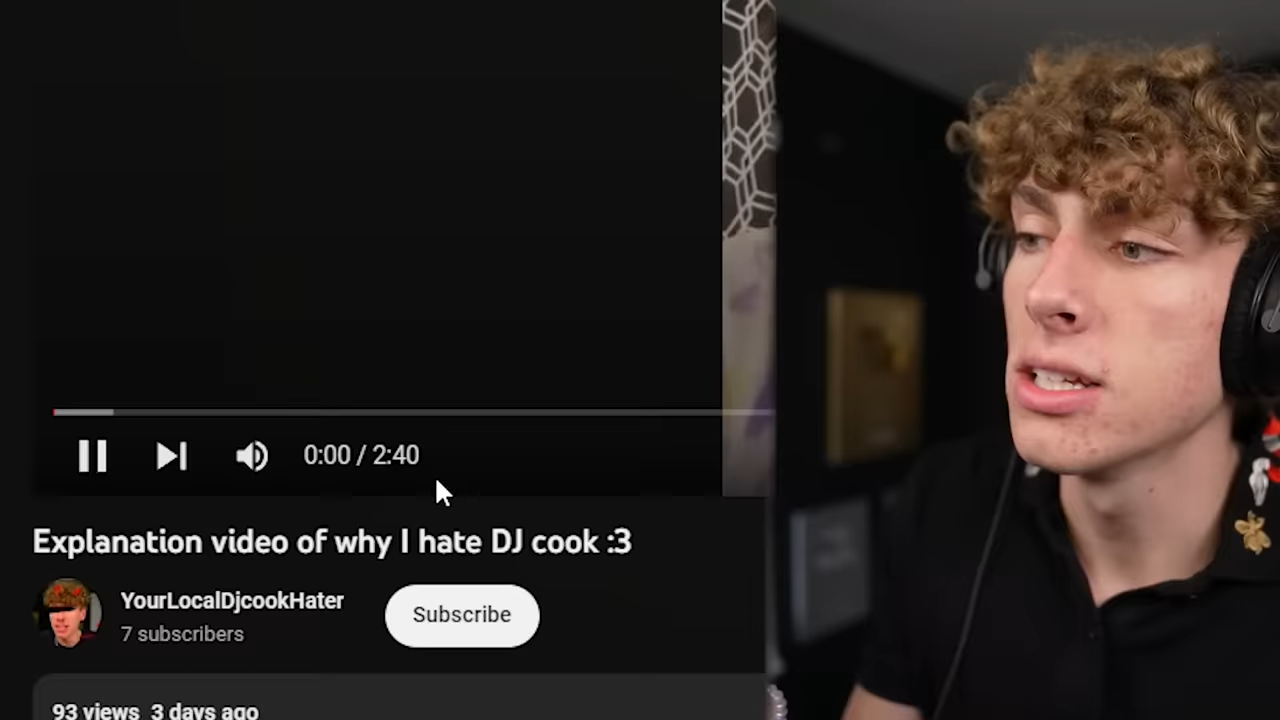 0:00 / 2:40
Explanation video of why I hate DJ cook :3
YourLocalDjcookHater
Subscribe
7 subscribers
93 views 3 days ago